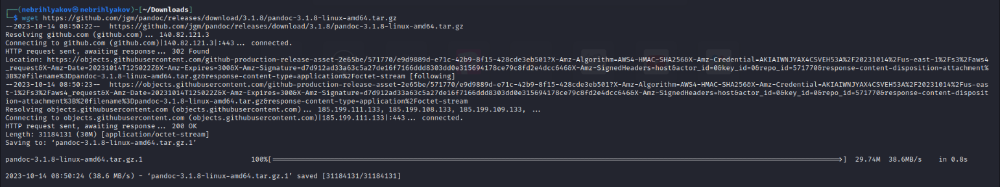 ┌──(nebrihlyakov㉿nebrihlyakov)-[~/Downloads]
└─$ wget https://github.com/jgm/pandoc/releases/download/3.1.8/pandoc-3.1.8-linux-amd64.tar.gz
--2023-10-14 08:50:22--  https://github.com/jgm/pandoc/releases/download/3.1.8/pandoc-3.1.8-linux-amd64.tar.gz
Resolving github.com (github.com)... 140.82.121.3
Connecting to github.com (github.com)|140.82.121.3|:443... connected.
HTTP request sent, awaiting response... 302 Found
Location: https://objects.githubusercontent.com/github-production-release-asset-2e65be/571770/e9d9889d-e71c-42b9-8f15-428cde3eb501?X-Amz-Algorithm=AWS4-HMAC-SHA256&X-Amz-Credential=AKIAIWNJYAX4CSVEH53A%2F20231014%2Fus-east-1%2Fs3%2Faws4
_request&X-Amz-Date=20231014T125022Z&X-Amz-Expires=300&X-Amz-Signature=d7d912ad33a63c5a27de16f7166ddd8303dd0e315694178ce79c8fd2e4dcc646&X-Amz-SignedHeaders=host&actor_id=0&key_id=0&repo_id=571770&response-content-disposition=attachment%
3B%20filename%3Dpandoc-3.1.8-linux-amd64.tar.gz&response-content-type=application%2Foctet-stream [following]
--2023-10-14 08:50:23--  https://objects.githubusercontent.com/github-production-release-asset-2e65be/571770/e9d9889d-e71c-42b9-8f15-428cde3eb501?X-Amz-Algorithm=AWS4-HMAC-SHA256&X-Amz-Credential=AKIAIWNJYAX4CSVEH53A%2F20231014%2Fus-eas
t-1%2Fs3%2Faws4_request&X-Amz-Date=20231014T125022Z&X-Amz-Expires=300&X-Amz-Signature=d7d912ad33a63c5a27de16f7166ddd8303dd0e315694178ce79c8fd2e4dcc646&X-Amz-SignedHeaders=host&actor_id=0&key_id=0&repo_id=571770&response-content-disposit
ion=attachment%3B%20filename%3Dpandoc-3.1.8-linux-amd64.tar.gz&response-content-type=application%2Foctet-stream
Resolving objects.githubusercontent.com (objects.githubusercontent.com)... 185.199.111.133, 185.199.108.133, 185.199.109.133, ...
Connecting to objects.githubusercontent.com (objects.githubusercontent.com)|185.199.111.133|:443... connected.
HTTP request sent, awaiting response... 200 OK
Length: 31184131 (30M) [application/octet-stream]
Saving to: ‘pandoc-3.1.8-linux-amd64.tar.gz.1’
pandoc-3.1.8-linux-amd64.tar.gz.1 100%[===================>] 29.74M 38.6MB/s in 0.8s
2023-10-14 08:50:24 (38.6 MB/s) - ‘pandoc-3.1.8-linux-amd64.tar.gz.1’ saved [31184131/31184131]